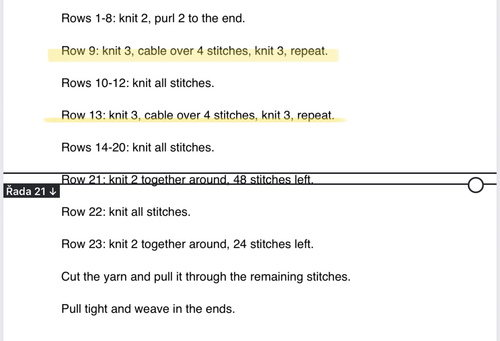 Rows 1-8: knit 2, purl 2 to the end.
Row 9: knit 3, cable over 4 stitches, knit 3, repeat.
Rows 10-12: knit all stitches.
Row 13: knit 3, cable over 4 stitches, knit 3, repeat.
Rows 14-20: knit all stitches.
Row 21: knit 2 together around, 48 stitches left.
Řada 21 ↓
Row 22: knit all stitches.
Row 23: knit 2 together around, 24 stitches left.
Cut the yarn and pull it through the remaining stitches.
Pull tight and weave in the ends.